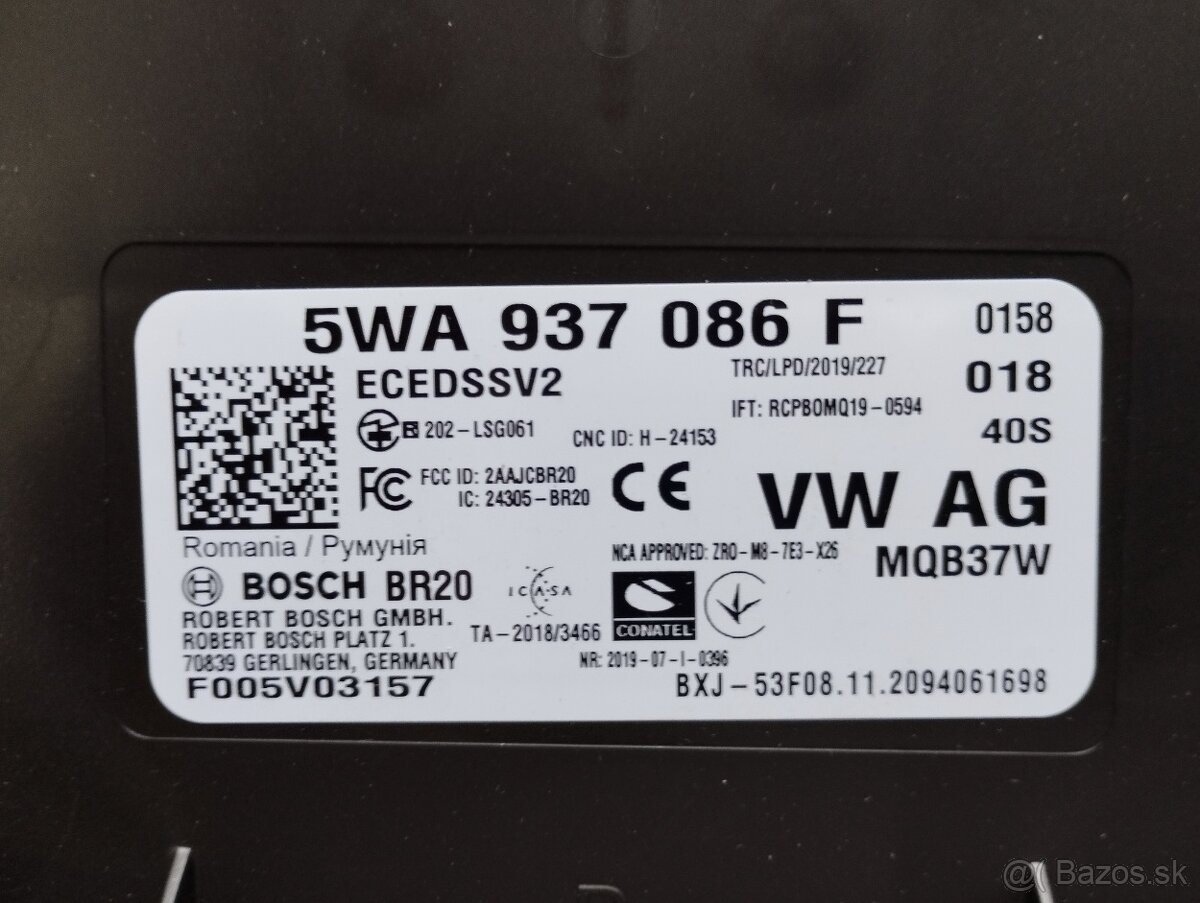 5WA 937 086 F
0158
ECEDSSV2
TRC/LPD/2019/227
018
IFT: RCPBOMQ19-0594
R 202-LSG061
CNC ID: H-24153
40S
FC FCC ID: 2AAJCBR20
IC: 24305-BR20
CE
VW AG
Romania / Румунія
NCA APPROVED: ZRO-M8-7E3-X26
MQB37W
BOSCH BR20
ICASA
ROBERT BOSCH GMBH.
ROBERT BOSCH PLATZ 1.
TA-2018/3466
CONATEL
70839 GERLINGEN, GERMANY
NR: 2019-07-I-0396
F005V03157
BXJ-53F08.11.2094061698
@ Bazos.sk